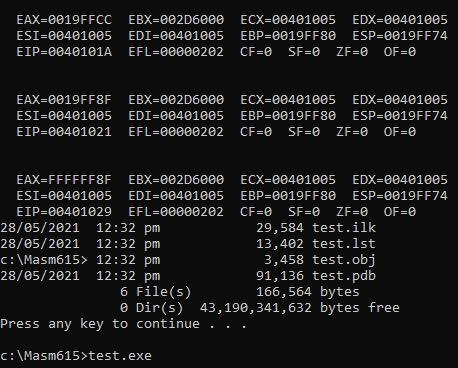 EAX=0019FFCC EBX=002D6000 ECX=00401005 EDX=00401005
ESI=00401005 EDI=00401005 EBP=0019FF80 ESP=0019FF74
EIP=0040101A EFL=00000202 CF=0 SF=0 ZF=0 OF=0
EAX=0019FF8F EBX=002D6000 ECX=00401005 EDX=00401005
ESI=00401005 EDI=00401005 EBP=0019FF80 ESP=0019FF74
EIP=00401021 EFL=00000202 CF=0 SF=0 ZF=0 OF=0
EAX=FFFFFF8F EBX=002D6000 ECX=00401005 EDX=00401005
ESI=00401005 EDI=00401005 EBP=0019FF80 ESP=0019FF74
EIP=00401029 EFL=00000202 CF=0 SF=0 ZF=0 OF=0
28/05/2021 12:32 pm 29,584 test.ilk
28/05/2021 12:32 pm 13,402 test.lst
c:\Masm615> 12:32 pm 3,458 test.obj
28/05/2021 12:32 pm 91,136 test.pdb
6 File(s) 166,564 bytes
0 Dir(s) 43,190,341,632 bytes free
Press any key to continue . . .
c:\Masm615>test.exe